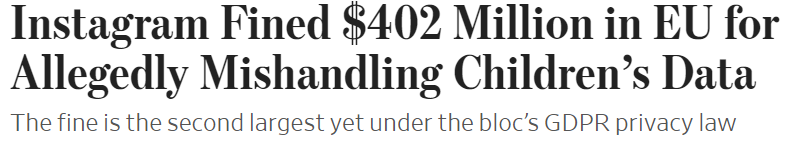 Instagram Fined $402 Million in EU for
Allegedly Mishandling Children’s Data
The fine is the second largest yet under the bloc’s GDPR privacy law